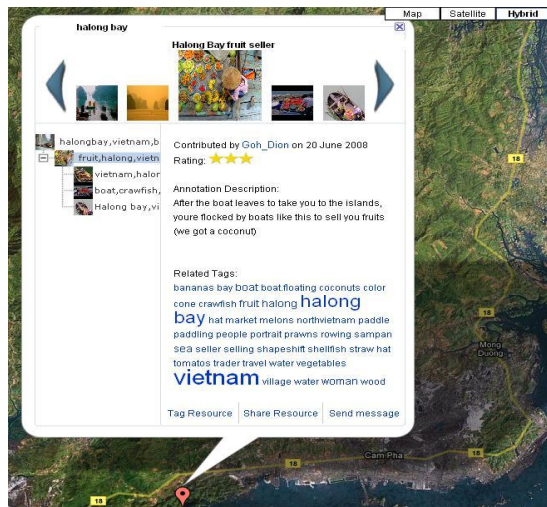 Map Satellite Hybrid
halong bay
Halong Bay fruit seller
halongbay,vietnam,b
fruit,halong,vietn
vietnam,halor
boat,crawfish,
Halong bay,vi
Contributed by Goh_Dion on 20 June 2008
Rating:
Annotation Description:
After the boat leaves to take you to the islands,
youre flocked by boats like this to sell you fruits
(we got a coconut)
Related Tags:
bananas bay boat boat.floating coconuts color
cone crawfish fruit halong halong
bay hat market melons northvietnam paddle
paddling people portrait prawns rowing sampan
sea seller selling shapeshift shellfish straw hat
tomatos trader travel water vegetables
vietnam village water woman wood
Tag Resource Share Resource Send message
18
18
Mong
Duong
Cam Pha
18
18
18